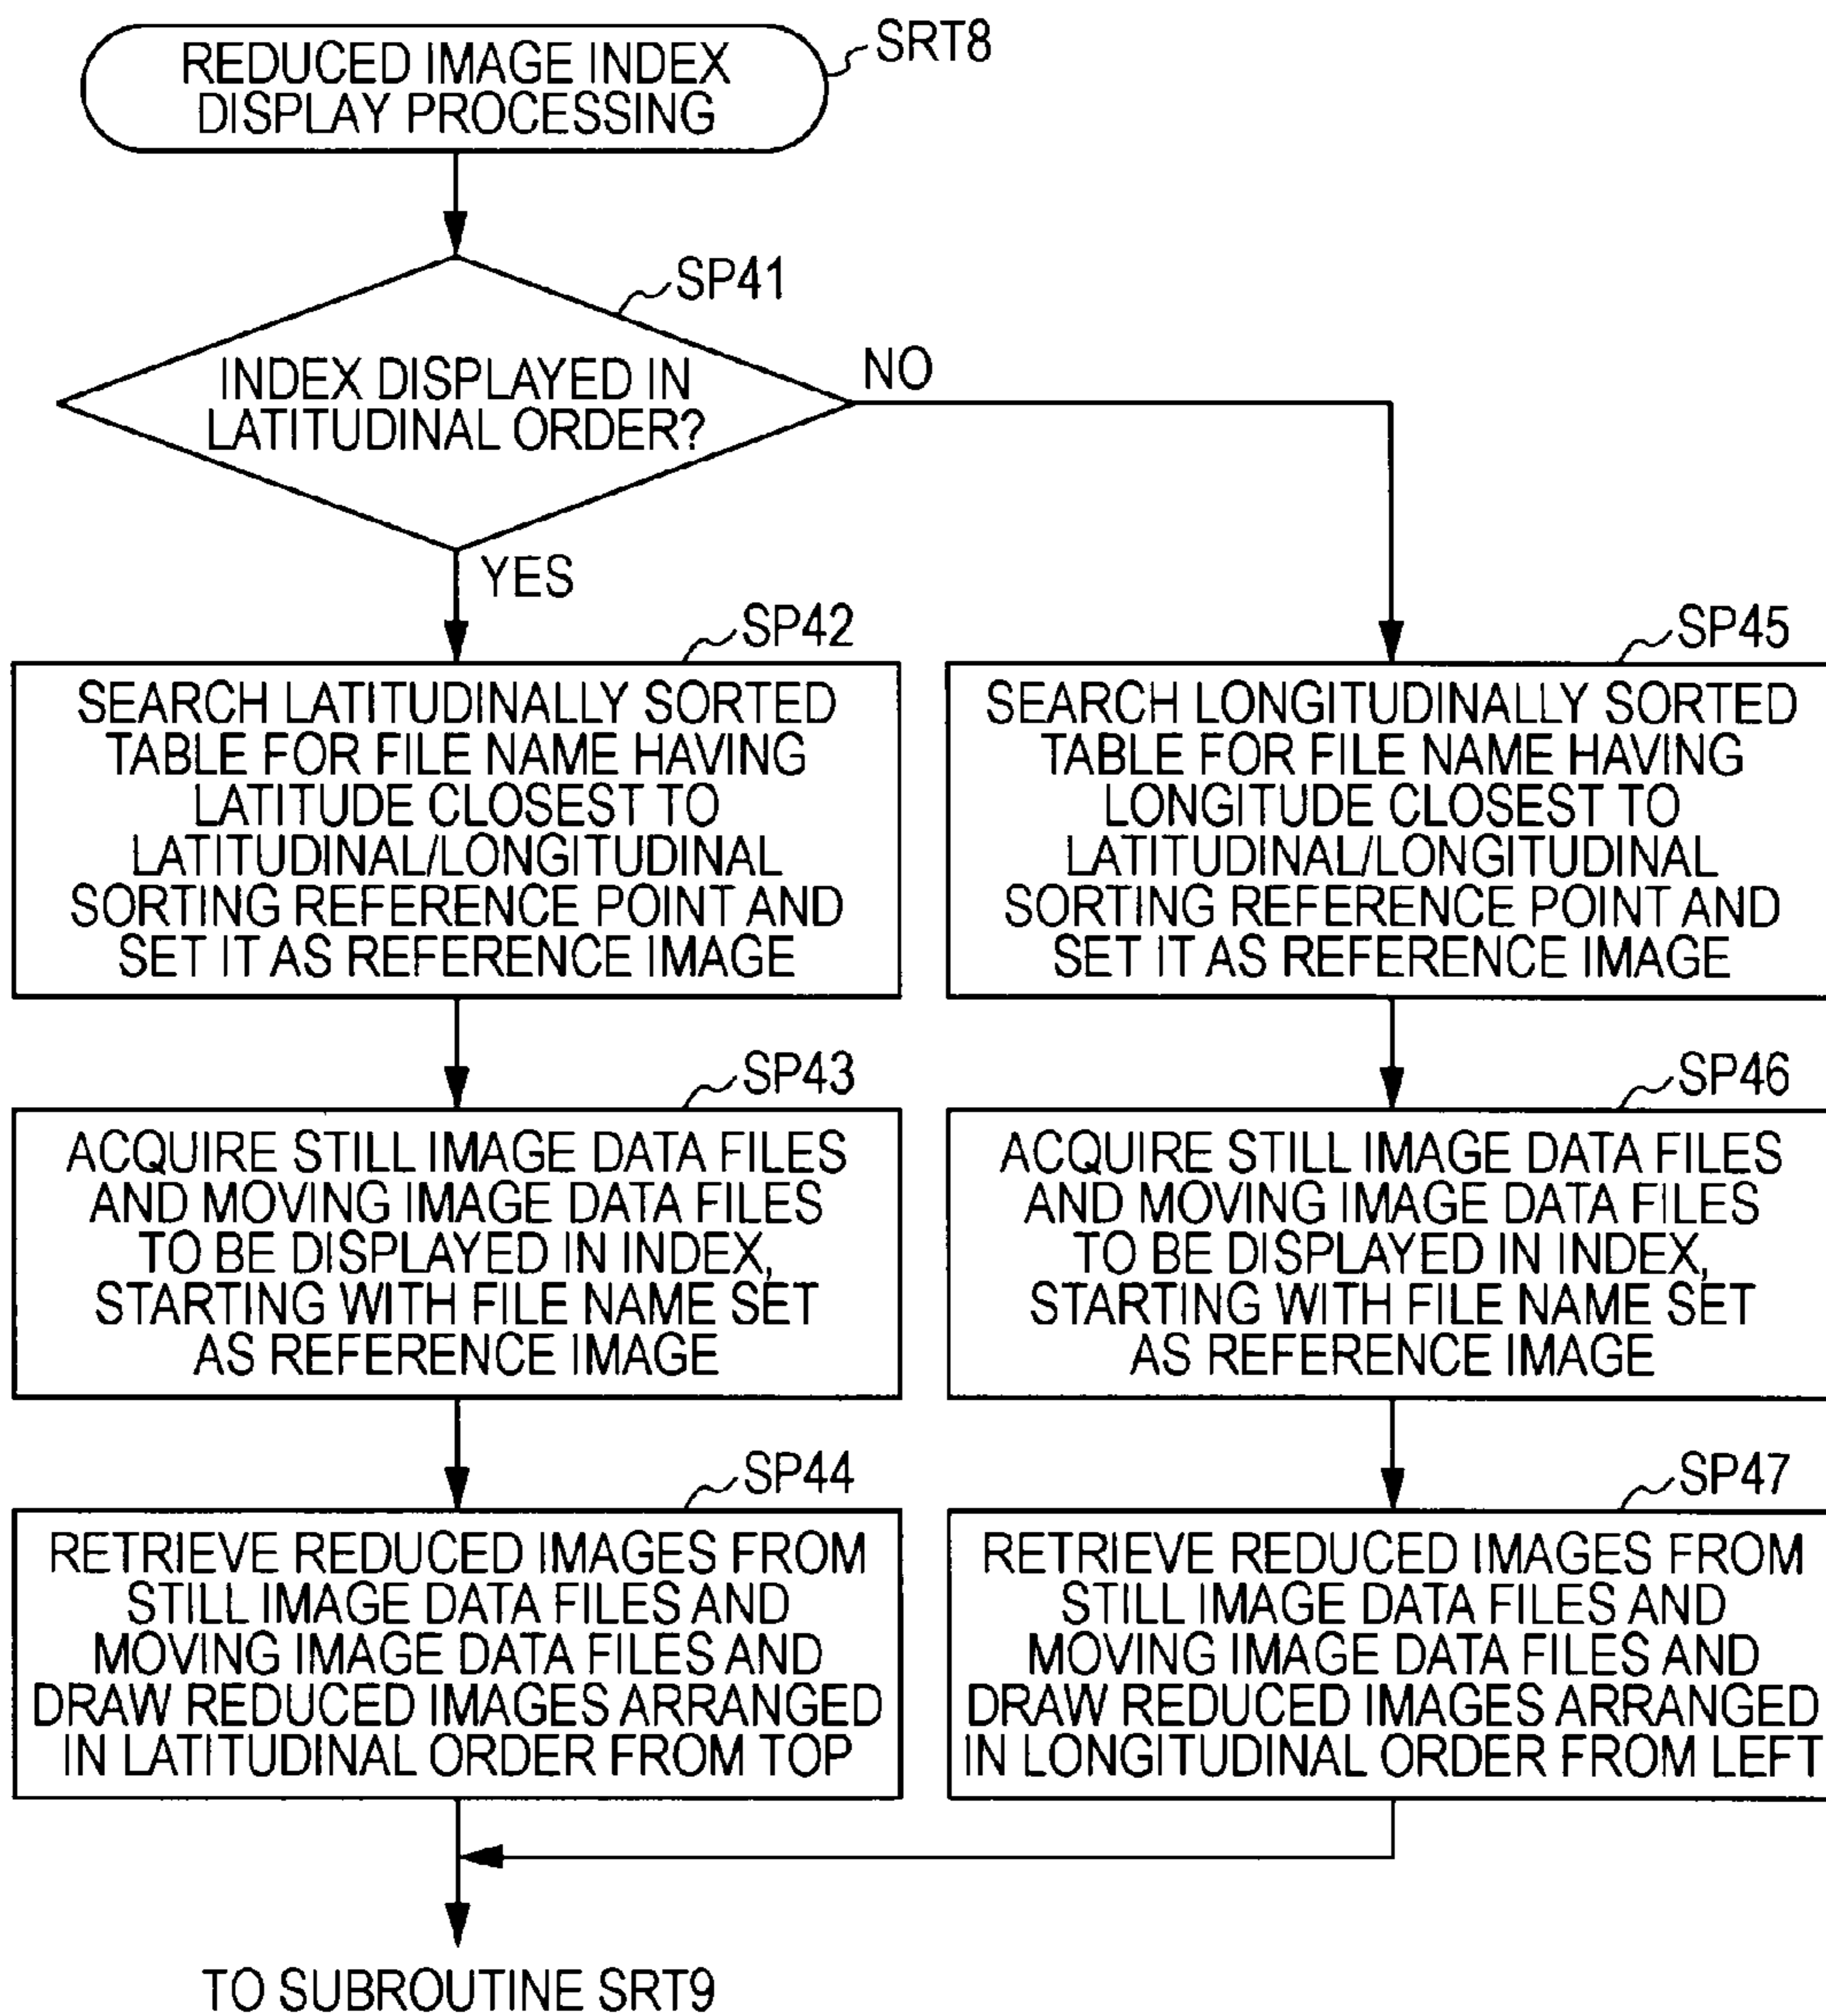 REDUCED IMAGE INDEX
DISPLAY PROCESSING
SRT8
SP41
INDEX DISPLAYED IN
LATITUDINAL ORDER?
NO
YES
SP42
SEARCH LATITUDINALLY SORTED
TABLE FOR FILE NAME HAVING
LATITUDE CLOSEST TO
LATITUDINAL/LONGITUDINAL
SORTING REFERENCE POINT AND
SET IT AS REFERENCE IMAGE
SP43
ACQUIRE STILL IMAGE DATA FILES
AND MOVING IMAGE DATA FILES
TO BE DISPLAYED IN INDEX,
STARTING WITH FILE NAME SET
AS REFERENCE IMAGE
SP44
RETRIEVE REDUCED IMAGES FROM
STILL IMAGE DATA FILES AND
MOVING IMAGE DATA FILES AND
DRAW REDUCED IMAGES ARRANGED
IN LATITUDINAL ORDER FROM TOP
SP45
SEARCH LONGITUDINALLY SORTED
TABLE FOR FILE NAME HAVING
LONGITUDE CLOSEST TO
LATITUDINAL/LONGITUDINAL
SORTING REFERENCE POINT AND
SET IT AS REFERENCE IMAGE
SP46
ACQUIRE STILL IMAGE DATA FILES
AND MOVING IMAGE DATA FILES
TO BE DISPLAYED IN INDEX,
STARTING WITH FILE NAME SET
AS REFERENCE IMAGE
SP47
RETRIEVE REDUCED IMAGES FROM
STILL IMAGE DATA FILES AND
MOVING IMAGE DATA FILES AND
DRAW REDUCED IMAGES ARRANGED
IN LONGITUDINAL ORDER FROM LEFT
TO SUBROUTINE SRT9